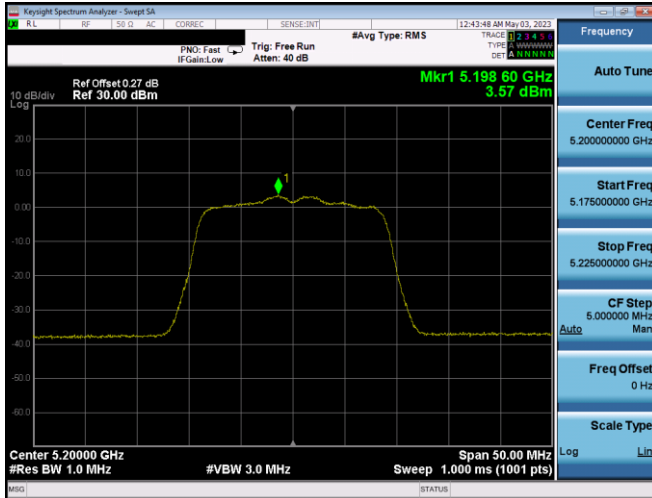 Keysight Spectrum Analyzer - Swept SA
RL RF 50 Ω AC CORREC SENSE:INT 12:43:48 AM May 03, 2023
#Avg Type: RMS
TRACE 1 2 3 4 5 6
PNO: Fast Trig: Free Run TYPE A WWWWW
IFGain:Low Atten: 40 dB DET A N N N N N
Mkr1 5.198 60 GHz
3.57 dBm
Ref Offset 0.27 dB
10 dB/div Ref 30.00 dBm
Log
1
20.0
10.0
0.00
-10.0
-20.0
-30.0
-40.0
-50.0
-60.0
Center 5.20000 GHz Span 50.00 MHz
#Res BW 1.0 MHz #VBW 3.0 MHz Sweep 1.000 ms (1001 pts)
MSG STATUS
Frequency
Auto Tune
Center Freq
5.200000000 GHz
Start Freq
5.175000000 GHz
Stop Freq
5.225000000 GHz
CF Step
5.000000 MHz
Auto Man
Freq Offset
0 Hz
Scale Type
Log Lin